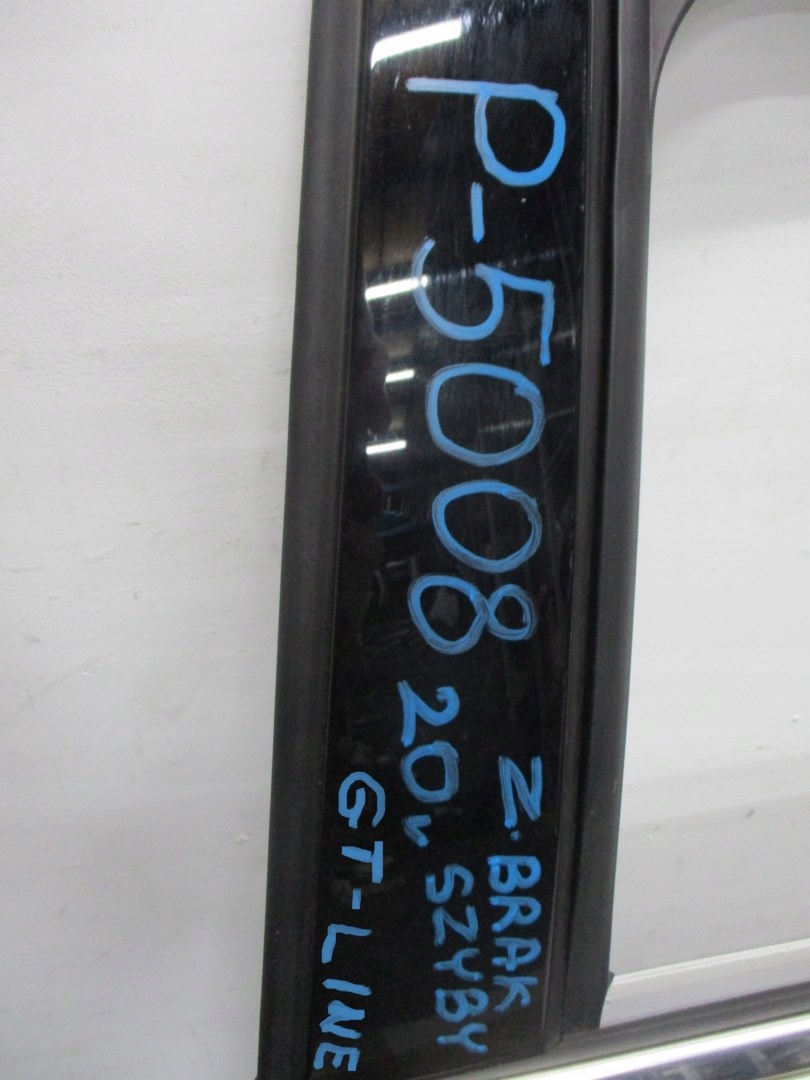 P-5008 Z.BRAK
20r. SZYBY
GT-LINE